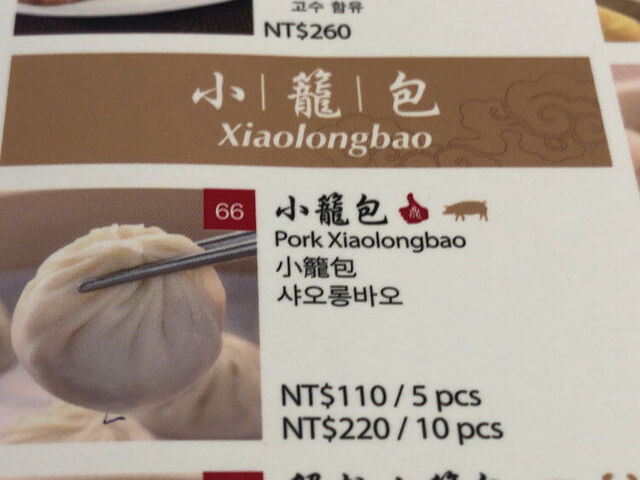 고수 함유
NT$260
小籠包
Xiaolongbao
66
小籠包
Pork Xiaolongbao
小籠包
샤오롱바오
NT$110 / 5 pcs
NT$220 / 10 pcs